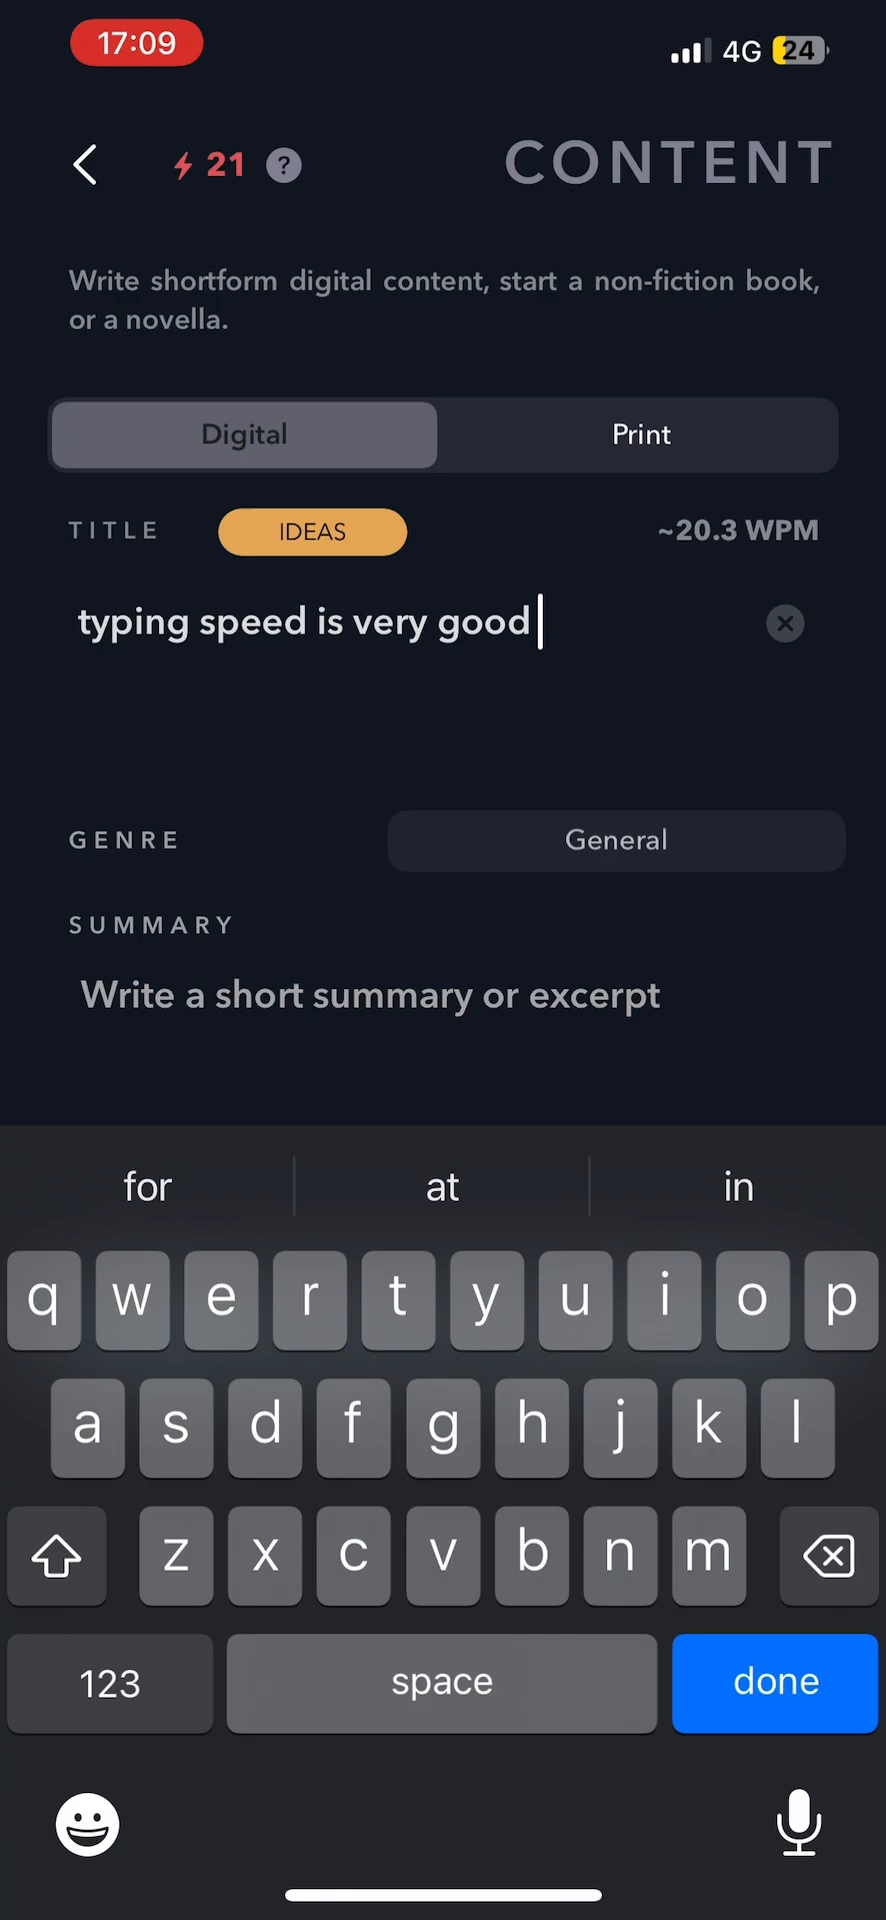 17:09
4G 24
21 ?
CONTENT
Write shortform digital content, start a non-fiction book,
or a novella.
Digital Print
TITLE IDEAS ~20.3 WPM
typing speed is very good
GENRE General
SUMMARY
Write a short summary or excerpt
for at in
q w e r t y u i o p
a s d f g h j k l
z x c v b n m
123 space done